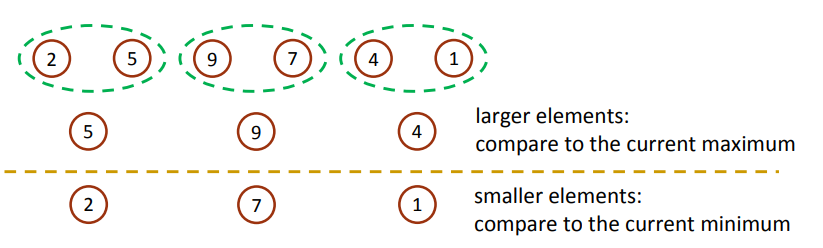 2 5 9 7 4 1
5 9 4
larger elements:
compare to the current maximum
2 7 1
smaller elements:
compare to the current minimum